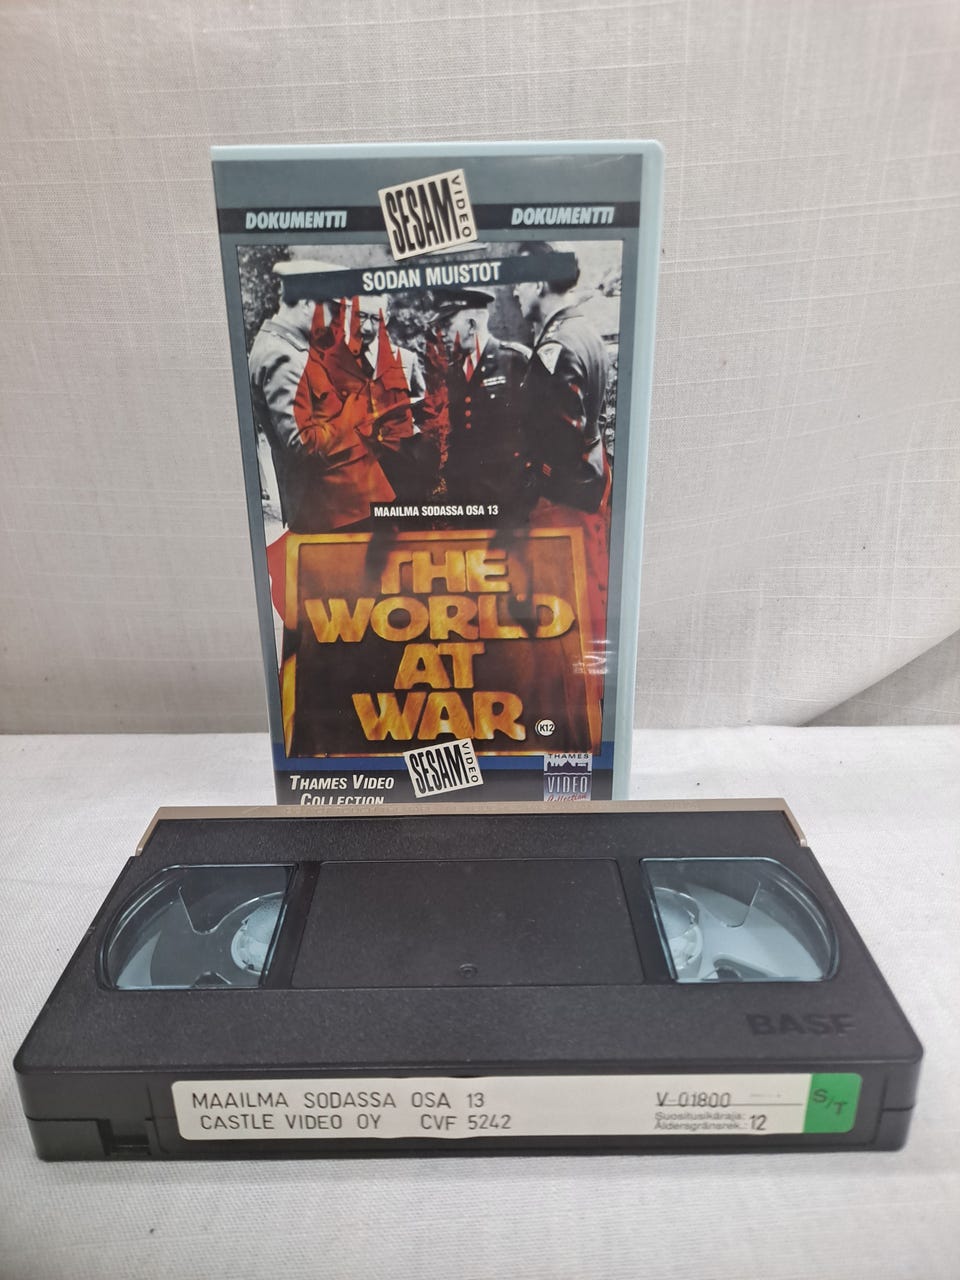 DOKUMENTTI
SESAM VIDEO
DOKUMENTTI
SODAN MUISTOT
MAAILMA SODASSA OSA 13
THE
WORLD
AT
WAR
K12
SESAM VIDEO
THAMES VIDEO
COLLECTION
THAMES
VIDEO
Collection
BASF
MAAILMA SODASSA OSA 13
CASTLE VIDEO OY CVF 5242
V-01800
Suositusikäraja:
Åldersgränsrek.: 12
S/T